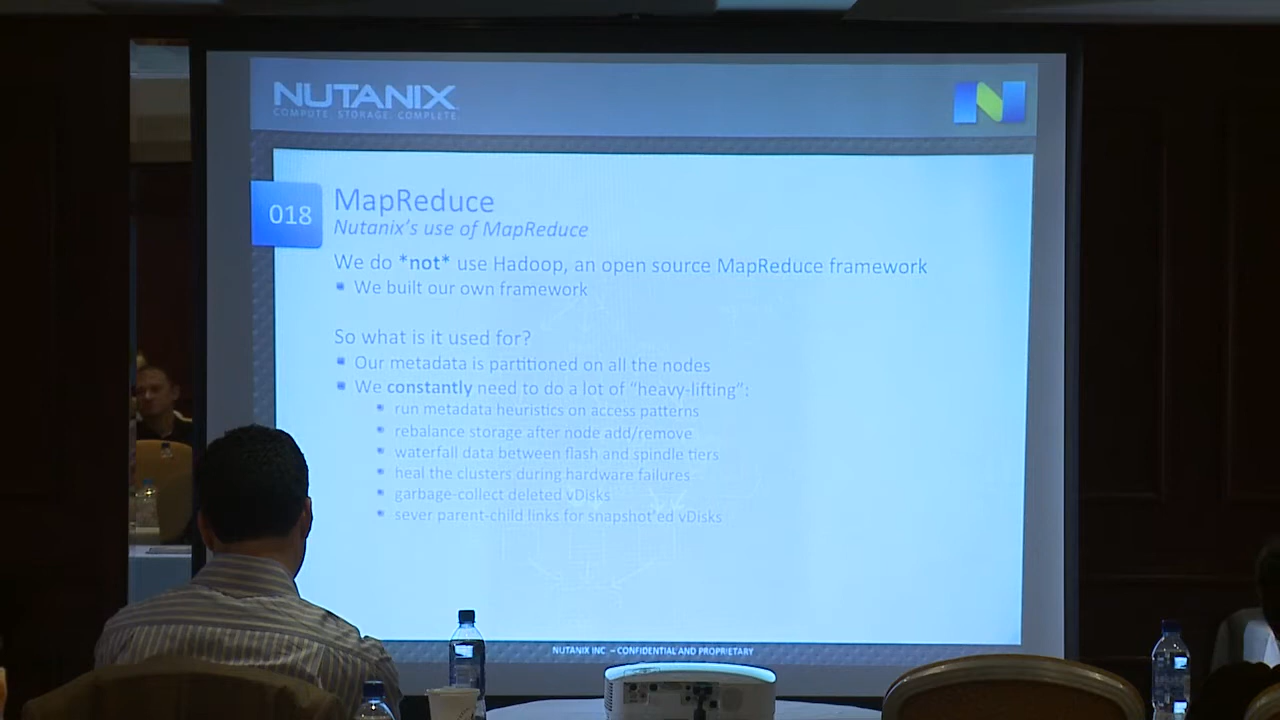 NUTANIX
COMPUTE. STORAGE. COMPLETE.
N
018
MapReduce
Nutanix's use of MapReduce
We do *not* use Hadoop, an open source MapReduce framework
We built our own framework
So what is it used for?
Our metadata is partitioned on all the nodes
We constantly need to do a lot of “heavy-lifting”:
run metadata heuristics on access patterns
rebalance storage after node add/remove
waterfall data between flash and spindle tiers
heal the clusters during hardware failures
garbage-collect deleted vDisks
sever parent-child links for snapshot'ed vDisks
NUTANIX INC – CONFIDENTIAL AND PROPRIETARY